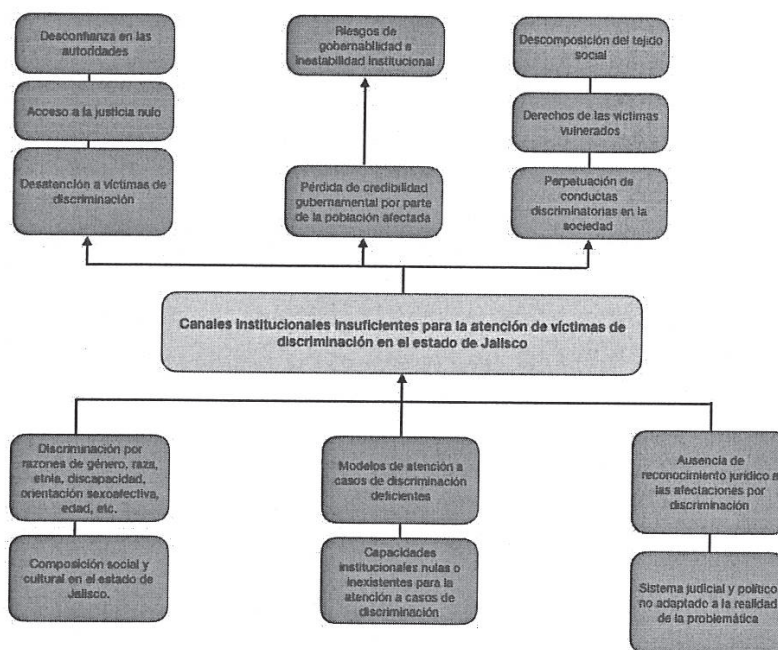 Desconfianza en las
autoridades
Acceso a la justicia nulo
Desatención a víctimas de
discriminación
Riesgos de
gobernabilidad e
inestabilidad institucional
Pérdida de credibilidad
gubernamental por parte
de la población afectada
Descomposición del tejido
social
Derechos de las víctimas
vulnerados
Perpetuación de
conductas
discriminatorias en la
sociedad
Canales institucionales insuficientes para la atención de víctimas de
discriminación en el estado de Jalisco
Discriminación por
razones de género, raza,
etnia, discapacidad,
orientación sexoafectiva,
edad, etc.
Composición social y
cultural en el estado de
Jalisco.
Modelos de atención a
casos de discriminación
deficientes
Capacidades
institucionales nulas o
inexistentes para la
atención a casos de
discriminación
Ausencia de
reconocimiento jurídico a
las afectaciones por
discriminación
Sistema judicial y político
no adaptado a la realidad
de la problemática